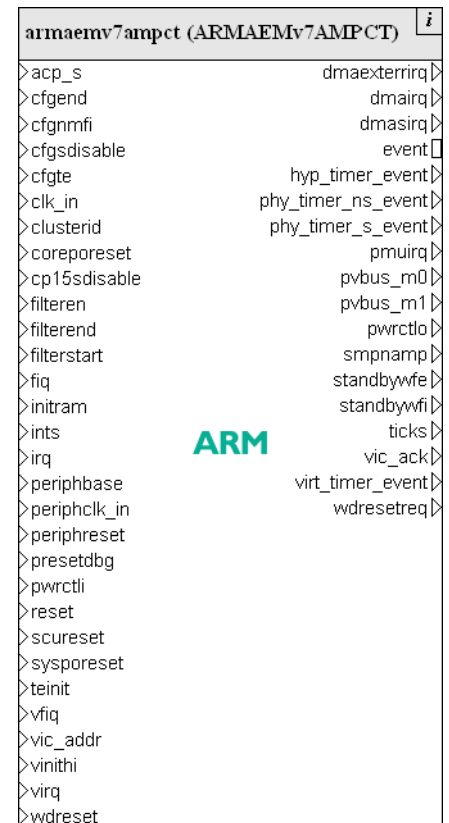 armaemv7ampct (ARMAEMv7AMPCT) i
acp_s dmaexterrirq
cfgend dmairq
cfgnmfi dmasirq
cfgsdisable event
cfgte hyp_timer_event
clk_in phy_timer_ns_event
clusterid phy_timer_s_event
coreporeset pmuirq
cp15sdisable pvbus_m0
filteren pvbus_m1
filterend pwrctlo
filterstart smpnamp
fiq standbywfe
initram standbywfi
ints ticks
ARM
irq vic_ack
periphbase virt_timer_event
periphclk_in wdresetreq
periphreset
presetdbg
pwrctli
reset
scureset
sysporeset
teinit
vfiq
vic_addr
vinithi
virq
wdreset